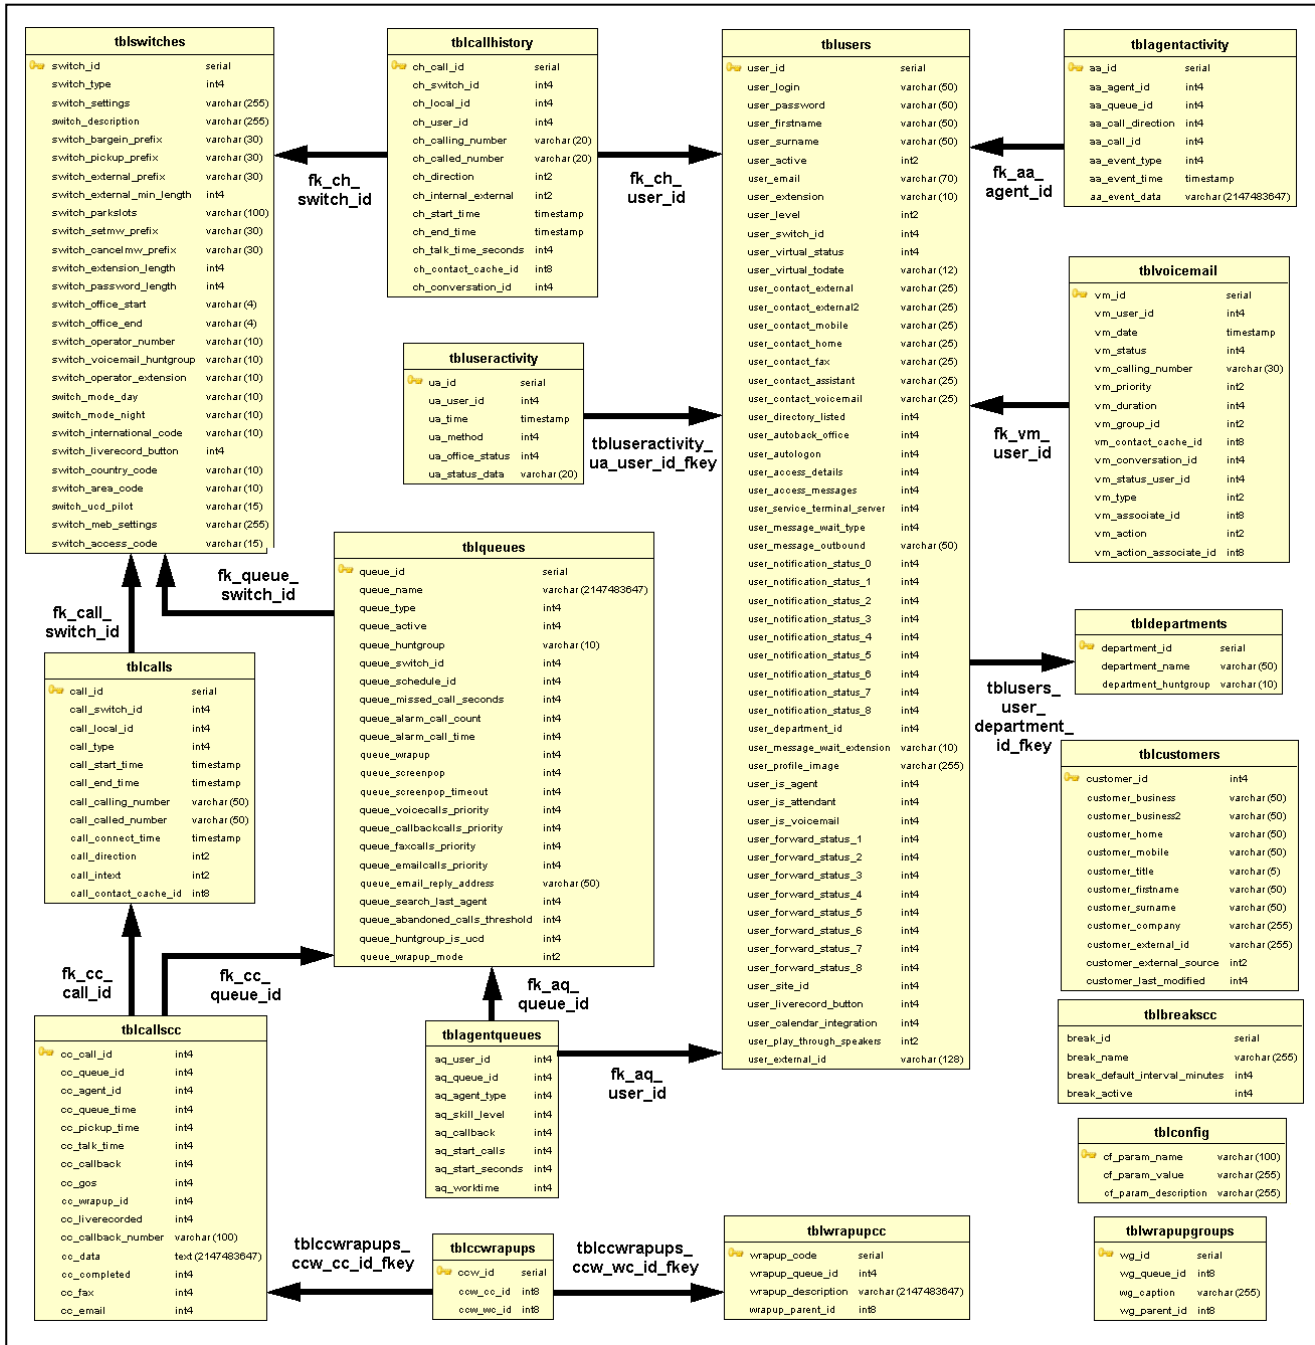 tblswitches
switch_id serial
switch_type int4
switch_settings varchar(255)
switch_description varchar(255)
switch_bargein_prefix varchar(30)
switch_pickup_prefix varchar(30)
switch_external_prefix varchar(30)
switch_external_min_length int4
switch_parkslots varchar(100)
switch_setmw_prefix varchar(30)
switch_cancelmw_prefix varchar(30)
switch_extension_length int4
switch_password_length int4
switch_office_start varchar(4)
switch_office_end varchar(4)
switch_operator_number varchar(10)
switch_voicemail_huntgroup varchar(10)
switch_operator_extension varchar(10)
switch_mode_day varchar(10)
switch_mode_night varchar(10)
switch_international_code varchar(10)
switch_liverecord_button int4
switch_country_code varchar(10)
switch_area_code varchar(10)
switch_ucd_pilot varchar(15)
switch_meb_settings varchar(255)
switch_access_code varchar(15)
tblcallhistory
ch_call_id serial
ch_switch_id int4
ch_local_id int4
ch_user_id int4
ch_calling_number varchar(20)
ch_called_number varchar(20)
ch_direction int2
ch_internal_external int2
ch_start_time timestamp
ch_end_time timestamp
ch_talk_time_seconds int4
ch_contact_cache_id int8
ch_conversation_id int4
fk_ch_
switch_id
fk_ch_
user_id
tblusers
user_id serial
user_login varchar(50)
user_password varchar(50)
user_firstname varchar(50)
user_surname varchar(50)
user_active int2
user_email varchar(70)
user_extension varchar(10)
user_level int2
user_switch_id int4
user_virtual_status int4
user_virtual_todate varchar(12)
user_contact_external varchar(25)
user_contact_external2 varchar(25)
user_contact_mobile varchar(25)
user_contact_home varchar(25)
user_contact_fax varchar(25)
user_contact_assistant varchar(25)
user_contact_voicemail varchar(25)
user_directory_listed int4
user_autoback_office int4
user_autologon int4
user_access_details int4
user_access_messages int4
user_service_terminal_server int4
user_message_wait_type int4
user_message_outbound varchar(50)
user_notification_status_0 int4
user_notification_status_1 int4
user_notification_status_2 int4
user_notification_status_3 int4
user_notification_status_4 int4
user_notification_status_5 int4
user_notification_status_6 int4
user_notification_status_7 int4
user_notification_status_8 int4
user_department_id int4
user_message_wait_extension varchar(10)
user_profile_image varchar(255)
user_is_agent int4
user_is_attendant int4
user_is_voicemail int4
user_forward_status_1 int4
user_forward_status_2 int4
user_forward_status_3 int4
user_forward_status_4 int4
user_forward_status_5 int4
user_forward_status_6 int4
user_forward_status_7 int4
user_forward_status_8 int4
user_site_id int4
user_liverecord_button int4
user_calendar_integration int4
user_play_through_speakers int2
user_external_id varchar(128)
tblagentactivity
aa_id serial
aa_agent_id int4
aa_queue_id int4
aa_call_direction int4
aa_call_id int4
aa_event_type int4
aa_event_time timestamp
aa_event_data varchar(2147483647)
fk_aa_
agent_id
tblvoicemail
vm_id serial
vm_user_id int4
vm_date timestamp
vm_status int4
vm_calling_number varchar(30)
vm_priority int2
vm_duration int4
vm_group_id int2
vm_contact_cache_id int8
vm_conversation_id int4
vm_status_user_id int4
vm_type int2
vm_associate_id int8
vm_action int2
vm_action_associate_id int8
fk_vm_
user_id
tbluseractivity
ua_id serial
ua_user_id int4
ua_time timestamp
ua_method int4
ua_office_status int4
ua_status_data varchar(20)
tbluseractivity_
ua_user_id_fkey
tblqueues
queue_id serial
queue_name varchar(2147483647)
queue_type int4
queue_active int4
queue_huntgroup varchar(10)
queue_switch_id int4
queue_schedule_id int4
queue_missed_call_seconds int4
queue_alarm_call_count int4
queue_alarm_call_time int4
queue_wrapup int4
queue_screenpop int4
queue_screenpop_timeout int4
queue_voicecalls_priority int4
queue_callbackcalls_priority int4
queue_faxcalls_priority int4
queue_emailcalls_priority int4
queue_email_reply_address varchar(50)
queue_search_last_agent int4
queue_abandoned_calls_threshold int4
queue_huntgroup_is_ucd int4
queue_wrapup_mode int2
fk_queue_
switch_id
fk_call_
switch_id
tblcalls
call_id serial
call_switch_id int4
call_local_id int4
call_type int4
call_start_time timestamp
call_end_time timestamp
call_calling_number varchar(50)
call_called_number varchar(50)
call_connect_time timestamp
call_direction int2
call_intext int2
call_contact_cache_id int8
fk_cc_
call_id
fk_cc_
queue_id
fk_aq_
queue_id
tbldepartments
department_id serial
department_name varchar(50)
department_huntgroup varchar(10)
tblusers_
user_
department_
id_fkey
tblcustomers
customer_id int4
customer_business varchar(50)
customer_business2 varchar(50)
customer_home varchar(50)
customer_mobile varchar(50)
customer_title varchar(5)
customer_firstname varchar(50)
customer_surname varchar(50)
customer_company varchar(255)
customer_external_id varchar(255)
customer_external_source int2
customer_last_modified int4
tblcallscc
cc_call_id int4
cc_queue_id int4
cc_agent_id int4
cc_queue_time int4
cc_pickup_time int4
cc_talk_time int4
cc_callback int4
cc_gos int4
cc_wrapup_id int4
cc_liverecorded int4
cc_callback_number varchar(100)
cc_data text(2147483647)
cc_completed int4
cc_fax int4
cc_email int4
tblagentqueues
aq_user_id int4
aq_queue_id int4
aq_agent_type int4
aq_skill_level int4
aq_callback int4
aq_start_calls int4
aq_start_seconds int4
aq_worktime int4
fk_aq_
user_id
tblbreakscc
break_id serial
break_name varchar(255)
break_default_interval_minutes int4
break_active int4
tblconfig
cf_param_name varchar(100)
cf_param_value varchar(255)
cf_param_description varchar(255)
tblccwrapups_
ccw_cc_id_fkey
tblccwrapups
ccw_id serial
ccw_cc_id int8
ccw_wc_id int8
tblccwrapups_
ccw_wc_id_fkey
tblwrapupcc
wrapup_code serial
wrapup_queue_id int4
wrapup_description varchar(2147483647)
wrapup_parent_id int8
tblwrapupgroups
wg_id serial
wg_queue_id int8
wg_caption varchar(255)
wg_parent_id int8